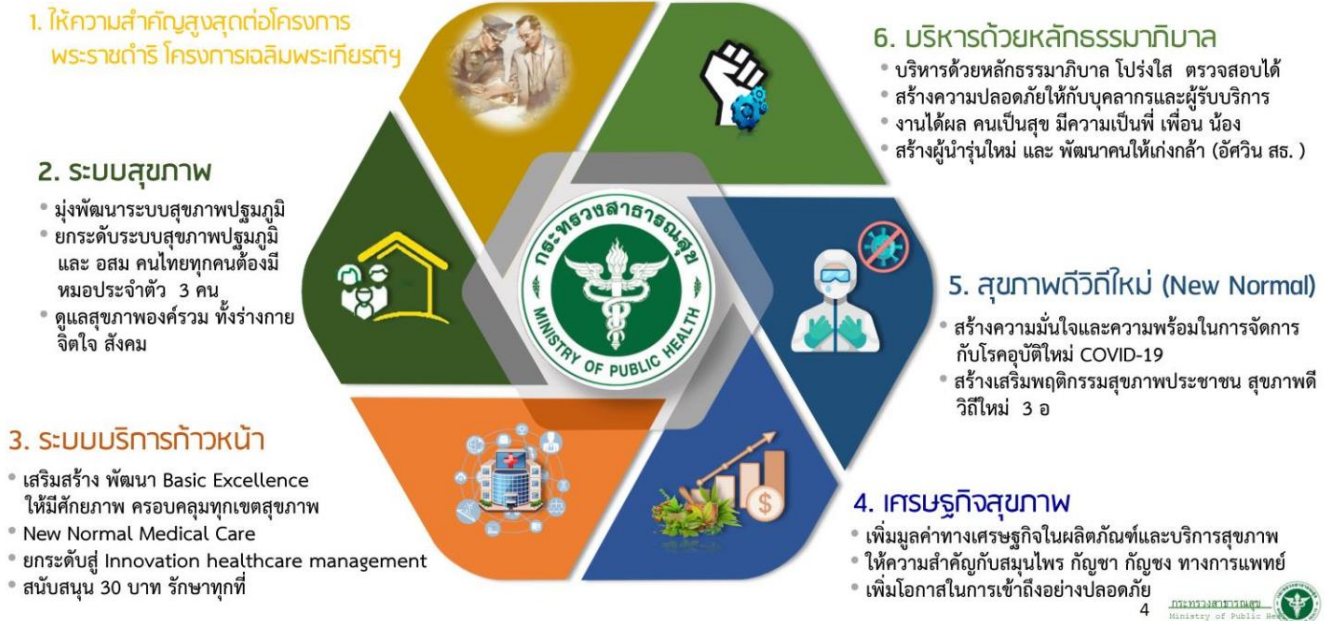 1. ให้ความสำคัญสูงสุดต่อโครงการ
พระราชดำริ โครงการเฉลิมพระเกียรติฯ
2. ระบบสุขภาพ
• มุ่งพัฒนาระบบสุขภาพปฐมภูมิ
• ยกระดับระบบสุขภาพปฐมภูมิ
และ อสม คนไทยทุกคนต้องมี
หมอประจำตัว 3 คน
• ดูแลสุขภาพองค์รวม ทั้งร่างกาย
จิตใจ สังคม
3. ระบบบริการก้าวหน้า
• เสริมสร้าง พัฒนา Basic Excellence
ให้มีศักยภาพ ครอบคลุมทุกเขตสุขภาพ
• New Normal Medical Care
• ยกระดับสู่ Innovation healthcare management
• สนับสนุน 30 บาท รักษาทุกที่
กระทรวงสาธารณสุข
MINISTRY OF PUBLIC HEALTH
$
6. บริหารด้วยหลักธรรมาภิบาล
• บริหารด้วยหลักธรรมาภิบาล โปร่งใส ตรวจสอบได้
• สร้างความปลอดภัยให้กับบุคลากรและผู้รับบริการ
• งานได้ผล คนเป็นสุข มีความเป็นพี่ เพื่อน น้อง
• สร้างผู้นำรุ่นใหม่ และ พัฒนาคนให้เก่งกล้า (อัศวิน สธ. )
5. สุขภาพดีวิถีใหม่ (New Normal)
• สร้างความมั่นใจและความพร้อมในการจัดการ
กับโรคอุบัติใหม่ COVID-19
• สร้างเสริมพฤติกรรมสุขภาพประชาชน สุขภาพดี
วิถีใหม่ 3 อ
4. เศรษฐกิจสุขภาพ
• เพิ่มมูลค่าทางเศรษฐกิจในผลิตภัณฑ์และบริการสุขภาพ
• ให้ความสำคัญกับสมุนไพร กัญชา กัญชง ทางการแพทย์
• เพิ่มโอกาสในการเข้าถึงอย่างปลอดภัย
4
กระทรวงสาธารณสุข
Ministry of Public